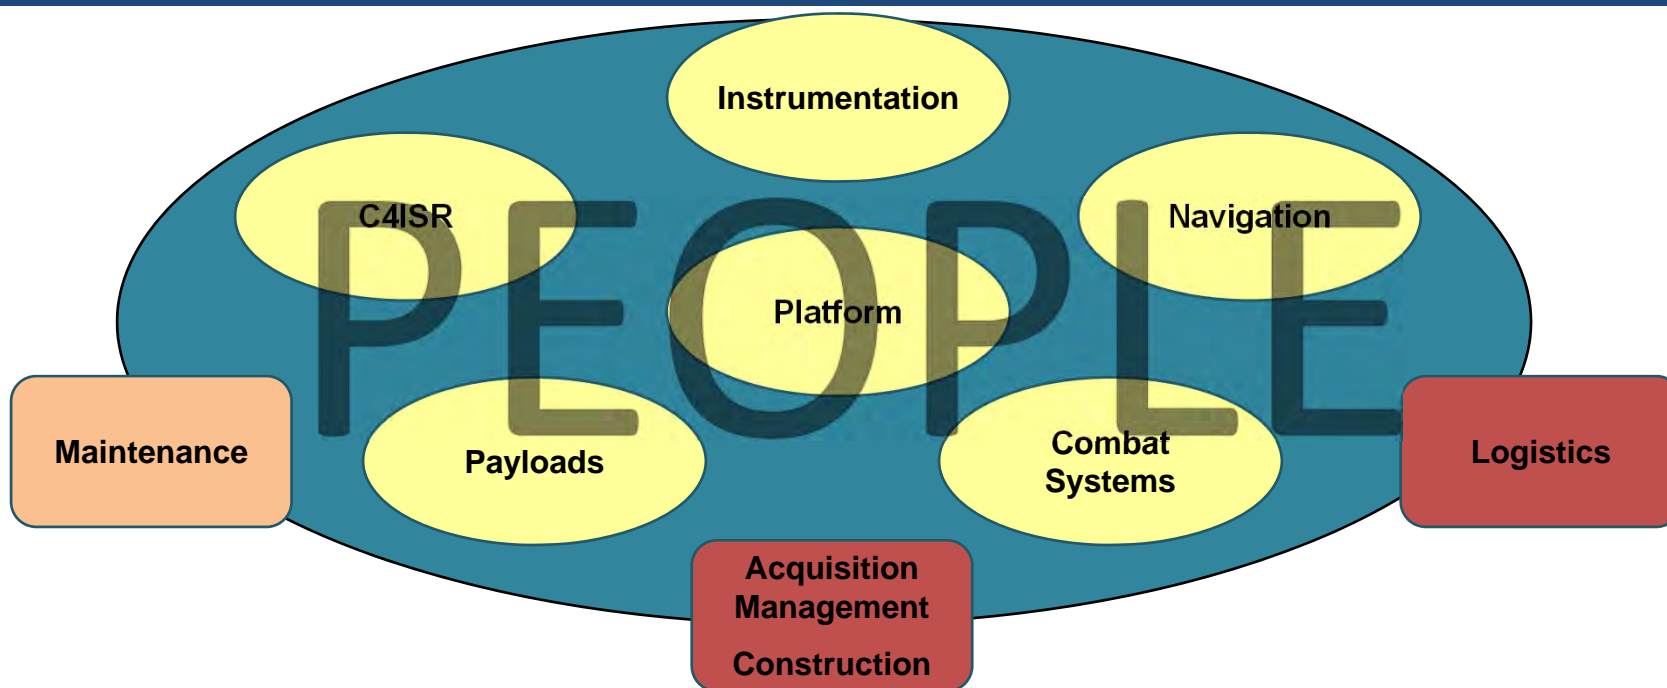 Instrumentation
C4ISR
Navigation
PEOPLE
Platform
Maintenance
Payloads
Combat
Systems
Logistics
Acquisition
Management
Construction